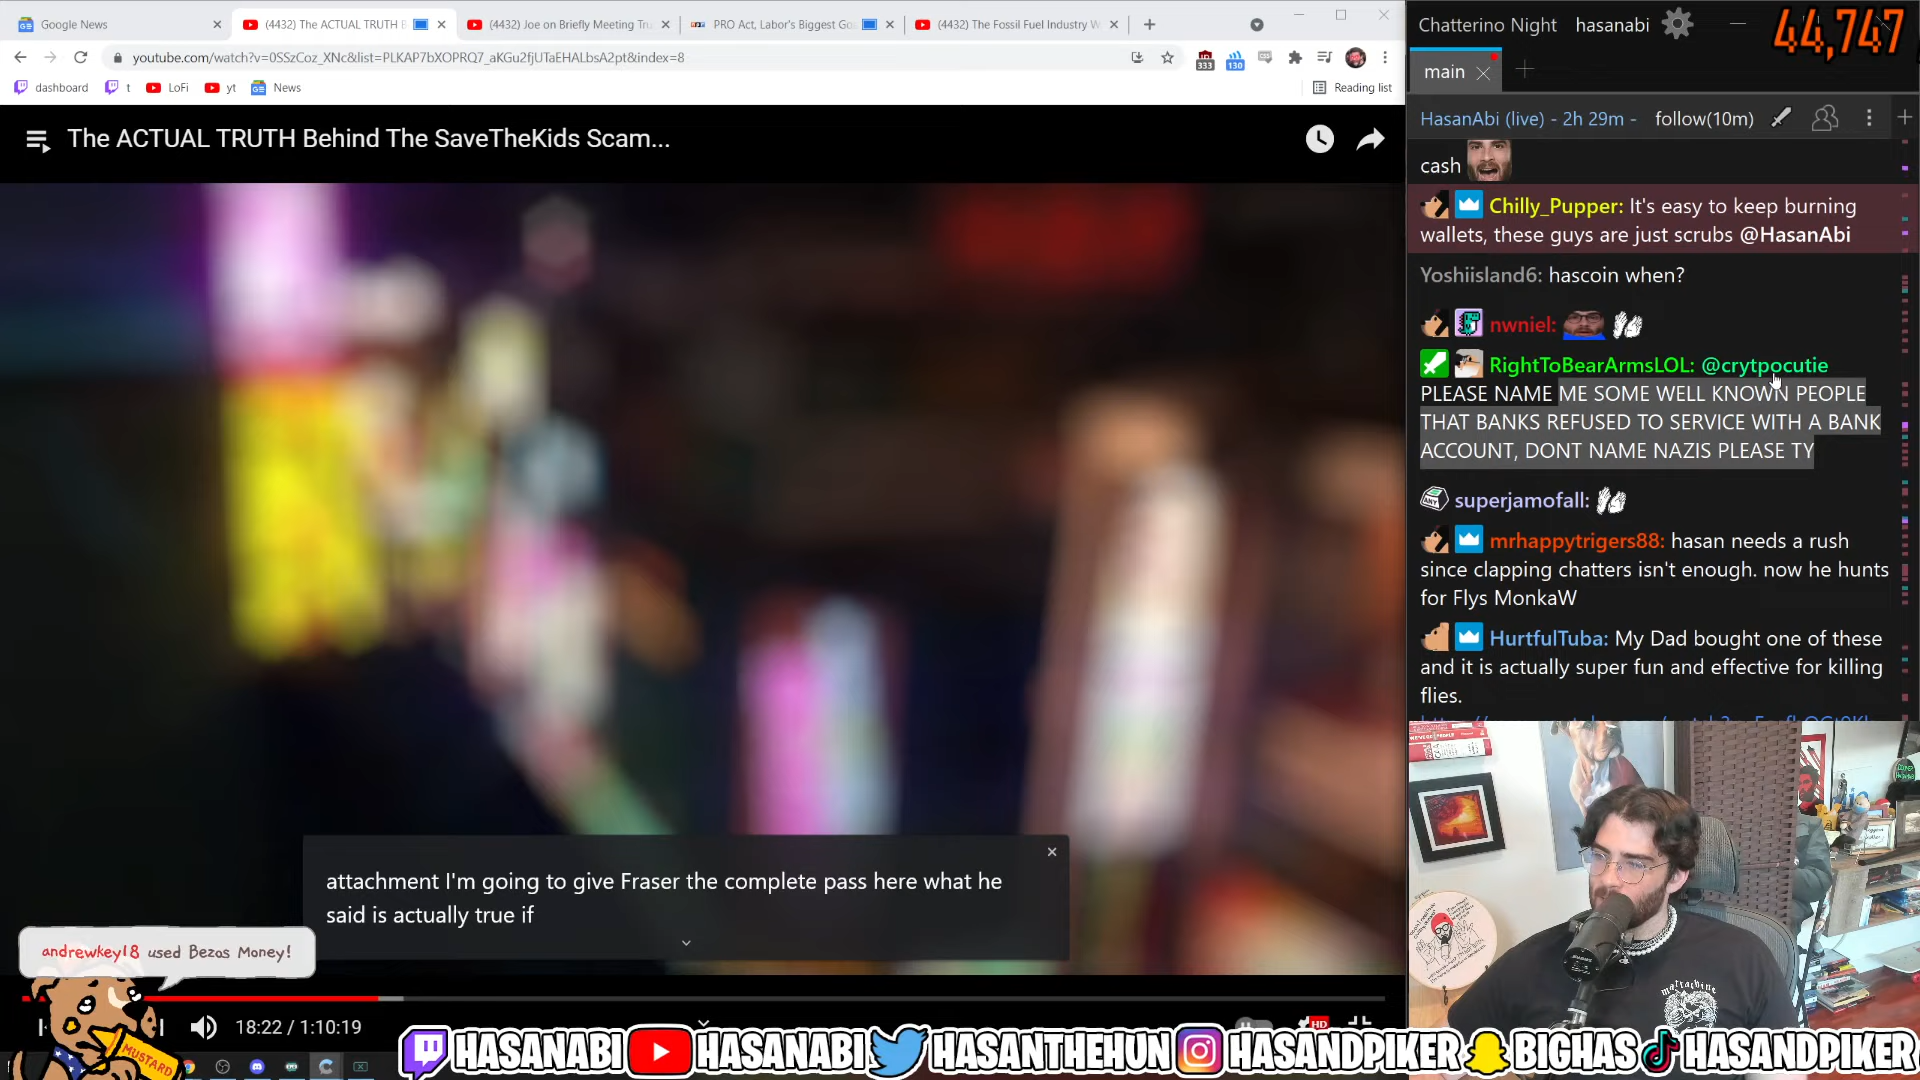 Google News
(4432) The ACTUAL TRUTH B
(4432) Joe on Briefly Meeting Tru
PRO Act, Labor's Biggest Go
(4432) The Fossil Fuel Industry W
youtube.com/watch?v=0SSzCoz_XNc&list=PLKAP7bXOPRQ7_aKGu2fjUTaEHALbsA2pt&index=8
333
130
dashboard
t
LoFi
yt
News
Reading list
The ACTUAL TRUTH Behind The SaveTheKids Scam...
attachment I'm going to give Fraser the complete pass here what he
said is actually true if
andrewkey18 used Bezos Money!
MUSTARD
18:22 / 1:10:19
HD
Chatterino Night
hasanabi
44,747
main
HasanAbi (live) - 2h 29m -
follow(10m)
cash
Chilly_Pupper: It's easy to keep burning
wallets, these guys are just scrubs @HasanAbi
Yoshiisland6: hascoin when?
nwniel:
RightToBearArmsLOL: @crytpocutie
PLEASE NAME ME SOME WELL KNOWN PEOPLE
THAT BANKS REFUSED TO SERVICE WITH A BANK
ACCOUNT, DONT NAME NAZIS PLEASE TY
superjamofall:
mrhappytrigers88: hasan needs a rush
since clapping chatters isn't enough. now he hunts
for Flys MonkaW
HurtfulTuba: My Dad bought one of these
and it is actually super fun and effective for killing
flies.
HASANABI
HASANABI
HASANTHEHUN
HASANDPIKER
BIGHAS
HASANDPIKER